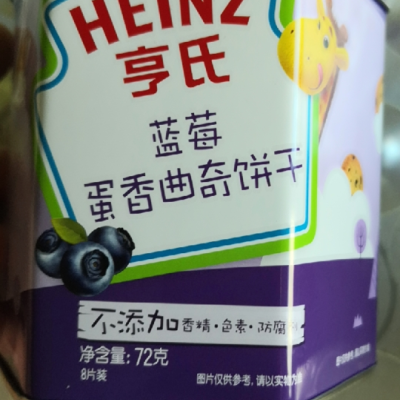 HEINZ
亨氏
蓝莓
蛋香曲奇饼干
不添加香精·色素·防腐
净含量:72克
8片装
图片仅供参考,请以实物为